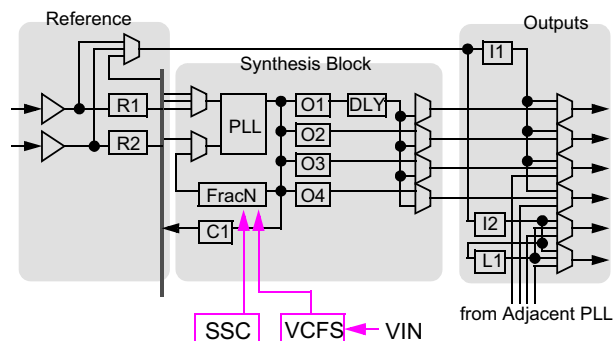 Reference
Outputs
Synthesis Block
I1
R1
O1
DLY
PLL
O2
R2
O3
FracN
O4
C1
I2
L1
from Adjacent PLL
SSC
VCFS
VIN